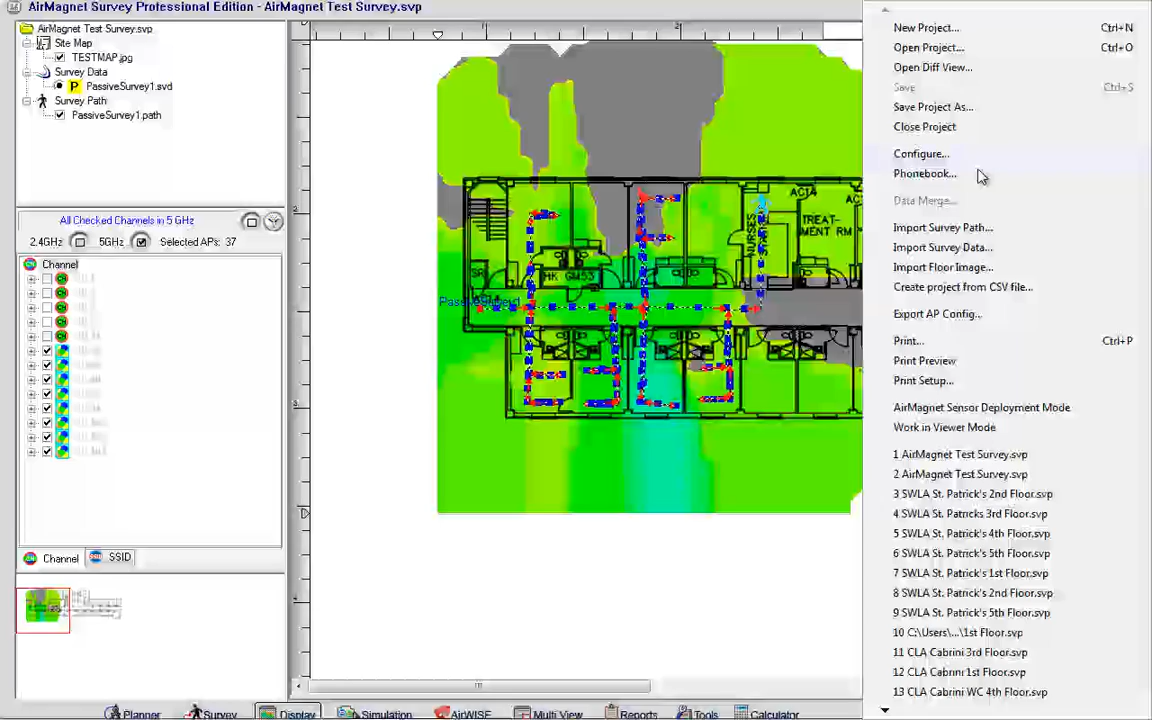 AirMagnet Survey Professional Edition - AirMagnet Test Survey.svp
AirMagnet Test Survey.svp
Site Map
TESTMAP.jpg
Survey Data
P PassiveSurvey1.svd
Survey Path
PassiveSurvey1.path
All Checked Channels in 5 GHz
2.4GHz 5GHz Selected APs: 37
Channel
Channel SSID
1 2
2
3
4
ACT4
TREAT-
MENT RM
NURSES
HK GM53
SR
New Project... Ctrl+N
Open Project... Ctrl+O
Open Diff View...
Save Ctrl+S
Save Project As...
Close Project
Configure...
Phonebook...
Data Merge...
Import Survey Path...
Import Survey Data...
Import Floor Image...
Create project from CSV file...
Export AP Config...
Print... Ctrl+P
Print Preview
Print Setup...
AirMagnet Sensor Deployment Mode
Work in Viewer Mode
1 AirMagnet Test Survey.svp
2 AirMagnet Test Survey.svp
3 SWLA St. Patrick's 2nd Floor.svp
4 SWLA St. Patricks 3rd Floor.svp
5 SWLA St. Patrick's 4th Floor.svp
6 SWLA St. Patrick's 5th Floor.svp
7 SWLA St. Patrick's 1st Floor.svp
8 SWLA St. Patrick's 2nd Floor.svp
9 SWLA St. Patrick's 5th Floor.svp
10 C:\Users\...\1st Floor.svp
11 CLA Cabrini 3rd Floor.svp
12 CLA Cabrini 1st Floor.svp
13 CLA Cabrini WC 4th Floor.svp
Planner Survey Display Simulation AirWISE Multi View Reports Tools Calculator